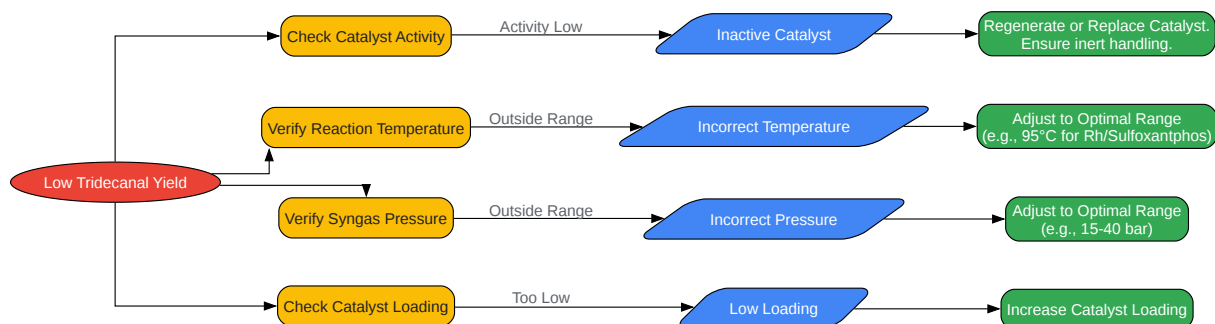 Check Catalyst Activity
Activity Low
Inactive Catalyst
Regenerate or Replace Catalyst.
Ensure inert handling.
Verify Reaction Temperature
Outside Range
Incorrect Temperature
Adjust to Optimal Range
(e.g., 95°C for Rh/Sulfoxantphos)
Low Tridecanal Yield
Verify Syngas Pressure
Outside Range
Incorrect Pressure
Adjust to Optimal Range
(e.g., 15-40 bar)
Check Catalyst Loading
Too Low
Low Loading
Increase Catalyst Loading